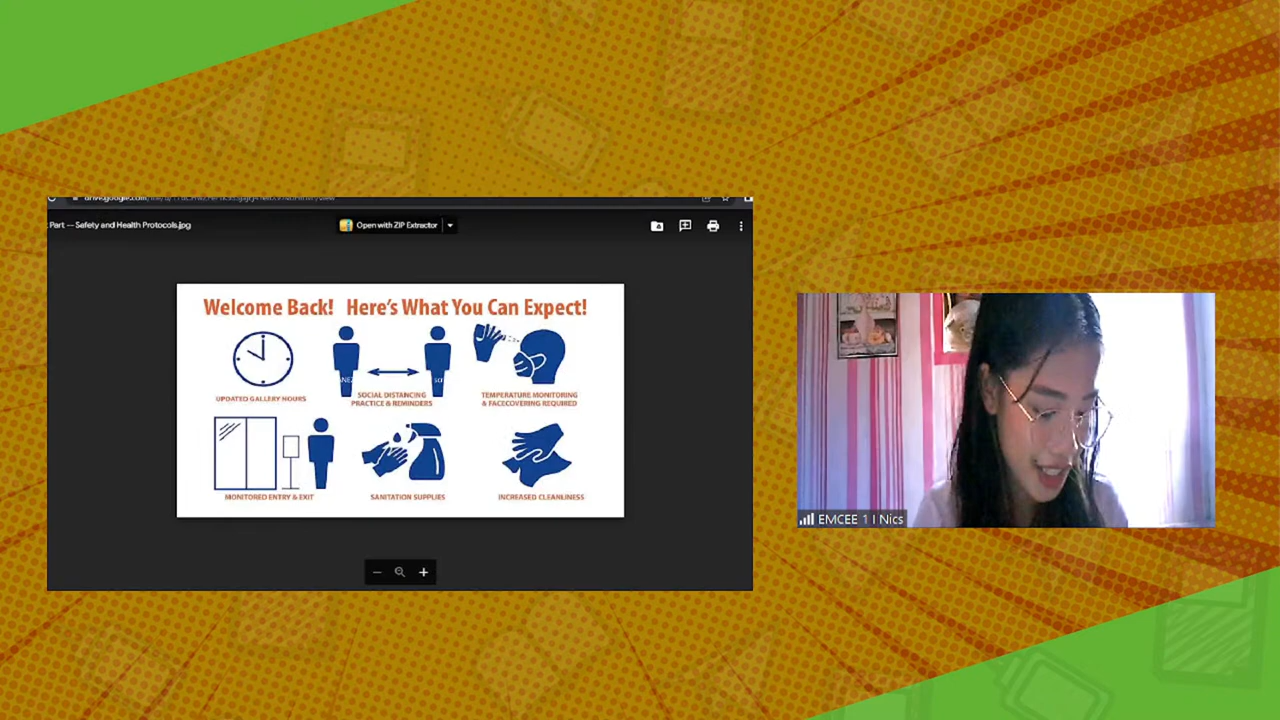 Part -- Safety and Health Protocols.jpg
Open with ZIP Extractor
Welcome Back! Here's What You Can Expect!
UPDATED GALLERY HOURS
SOCIAL DISTANCING
PRACTICE & REMINDERS
TEMPERATURE MONITORING
& FACECOVERING REQUIRED
MONITORED ENTRY & EXIT
SANITATION SUPPLIES
INCREASED CLEANLINESS
EMCEE 1 I Nics